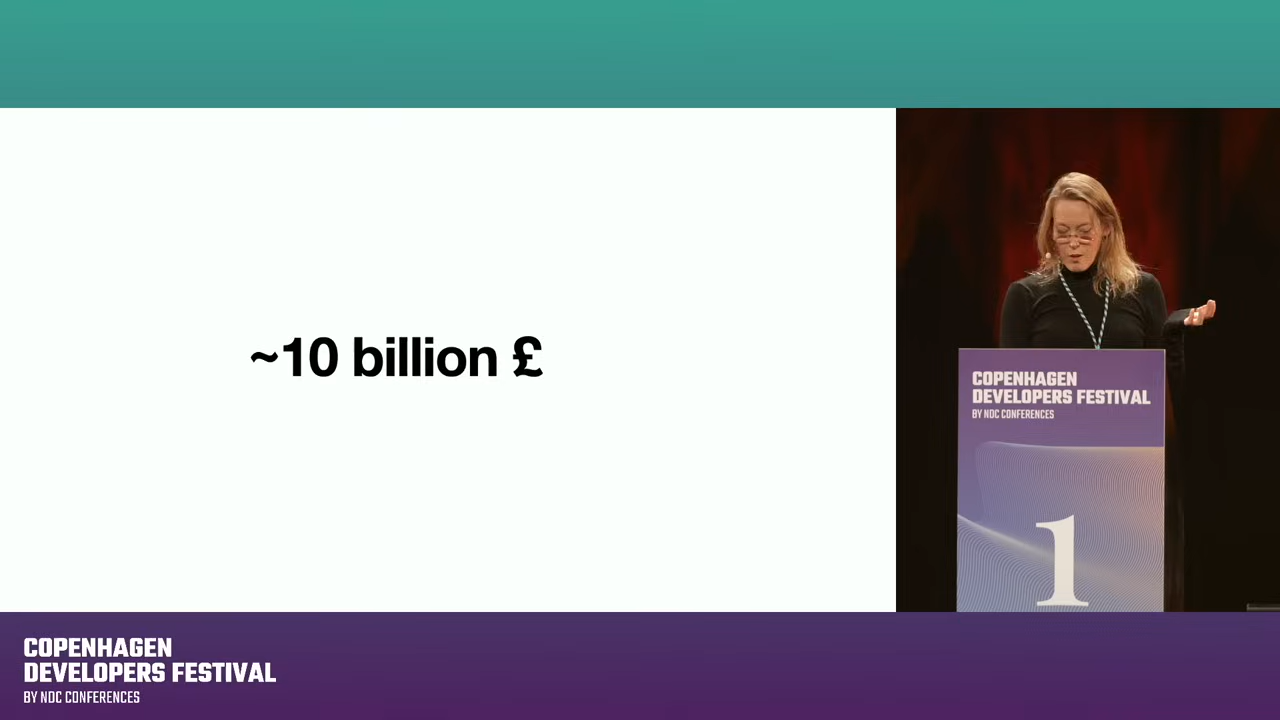 ~10 billion £
COPENHAGEN
DEVELOPERS FESTIVAL
BY NDC CONFERENCES
1
COPENHAGEN
DEVELOPERS FESTIVAL
BY NDC CONFERENCES